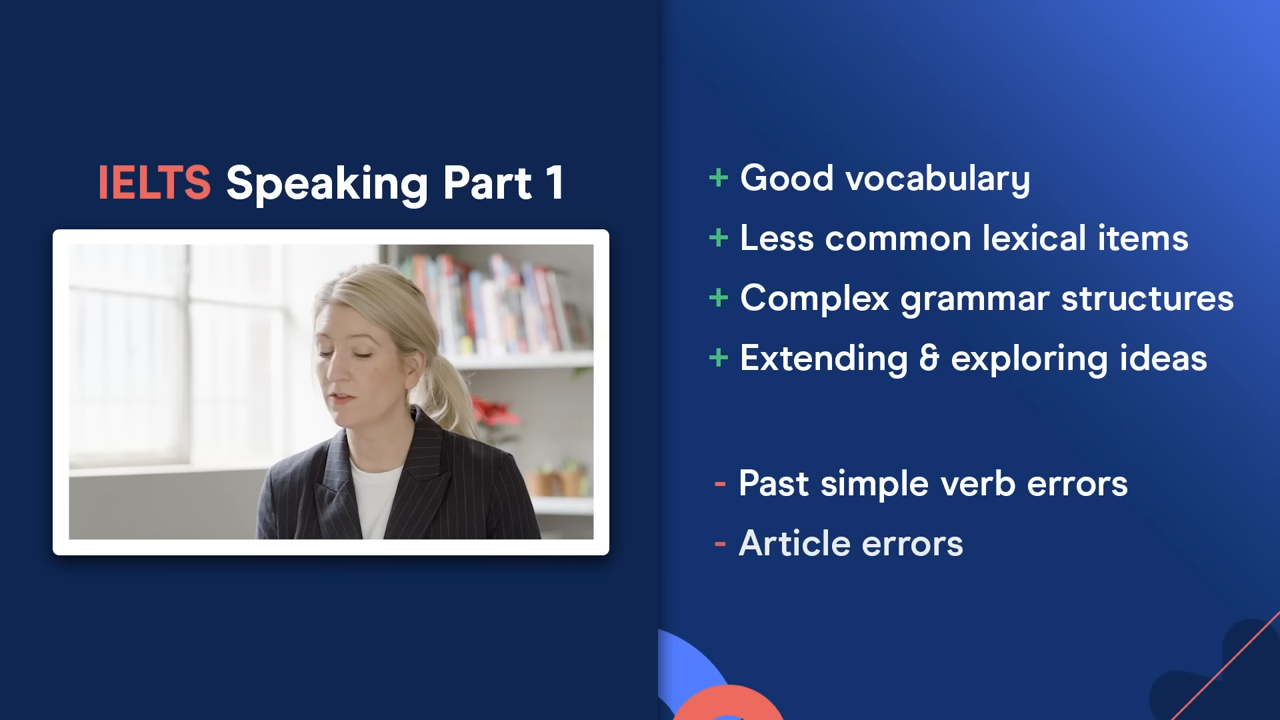 IELTS Speaking Part 1
+ Good vocabulary
+ Less common lexical items
+ Complex grammar structures
+ Extending & exploring ideas
- Past simple verb errors
- Article errors